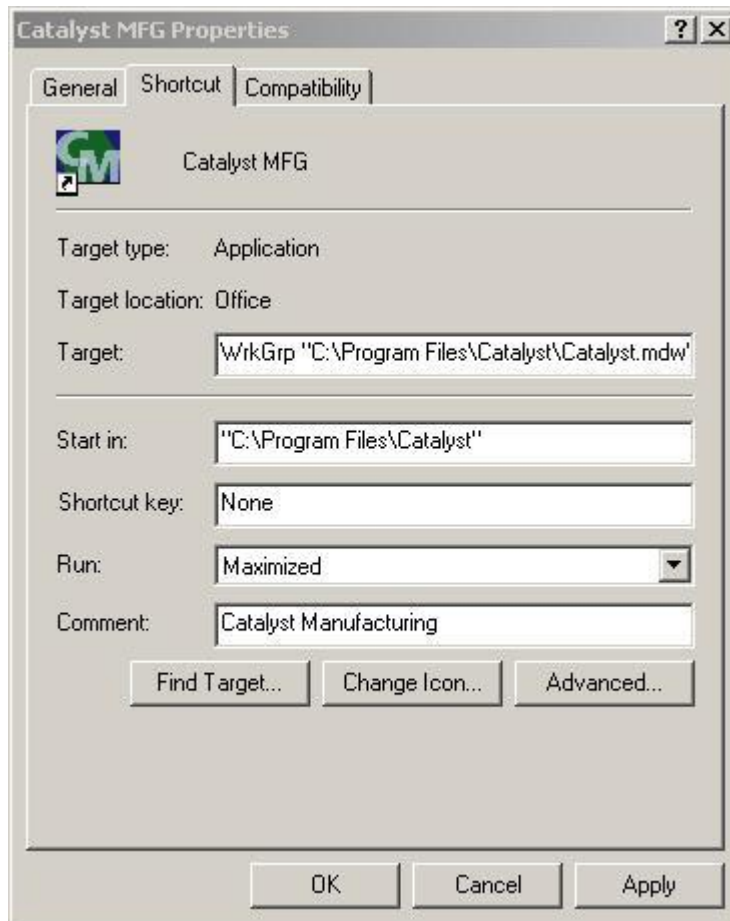 Catalyst MFG Properties
General Shortcut Compatibility
CM
Catalyst MFG
Target type: Application
Target location: Office
Target: WrkGrp "C:\Program Files\Catalyst\Catalyst.mdw"
Start in: "C:\Program Files\Catalyst"
Shortcut key: None
Run: Maximized
Comment: Catalyst Manufacturing
Find Target... Change Icon... Advanced...
OK Cancel Apply